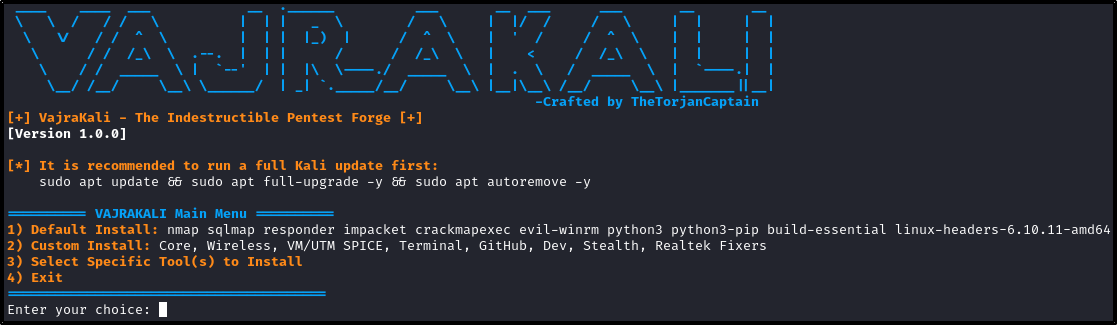 VAJRAKALI
-Crafted by TheTorjanCaptain
[+] VajraKali - The Indestructible Pentest Forge [+]
[Version 1.0.0]
[*] It is recommended to run a full Kali update first:
sudo apt update && sudo apt full-upgrade -y && sudo apt autoremove -y
========== VAJRAKALI Main Menu ==========
1) Default Install: nmap sqlmap responder impacket crackmapexec evil-winrm python3 python3-pip build-essential linux-headers-6.10.11-amd64
2) Custom Install: Core, Wireless, VM/UTM SPICE, Terminal, GitHub, Dev, Stealth, Realtek Fixers
3) Select Specific Tool(s) to Install
4) Exit
========================================
Enter your choice: